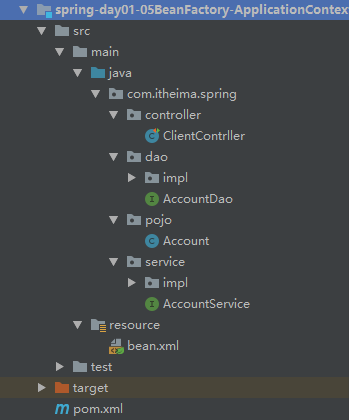 spring-day01-05BeanFactory-ApplicationContex
src
main
java
com.itheima.spring
controller
ClientContrller
dao
impl
AccountDao
pojo
Account
service
impl
AccountService
resource
bean.xml
test
target
pom.xml